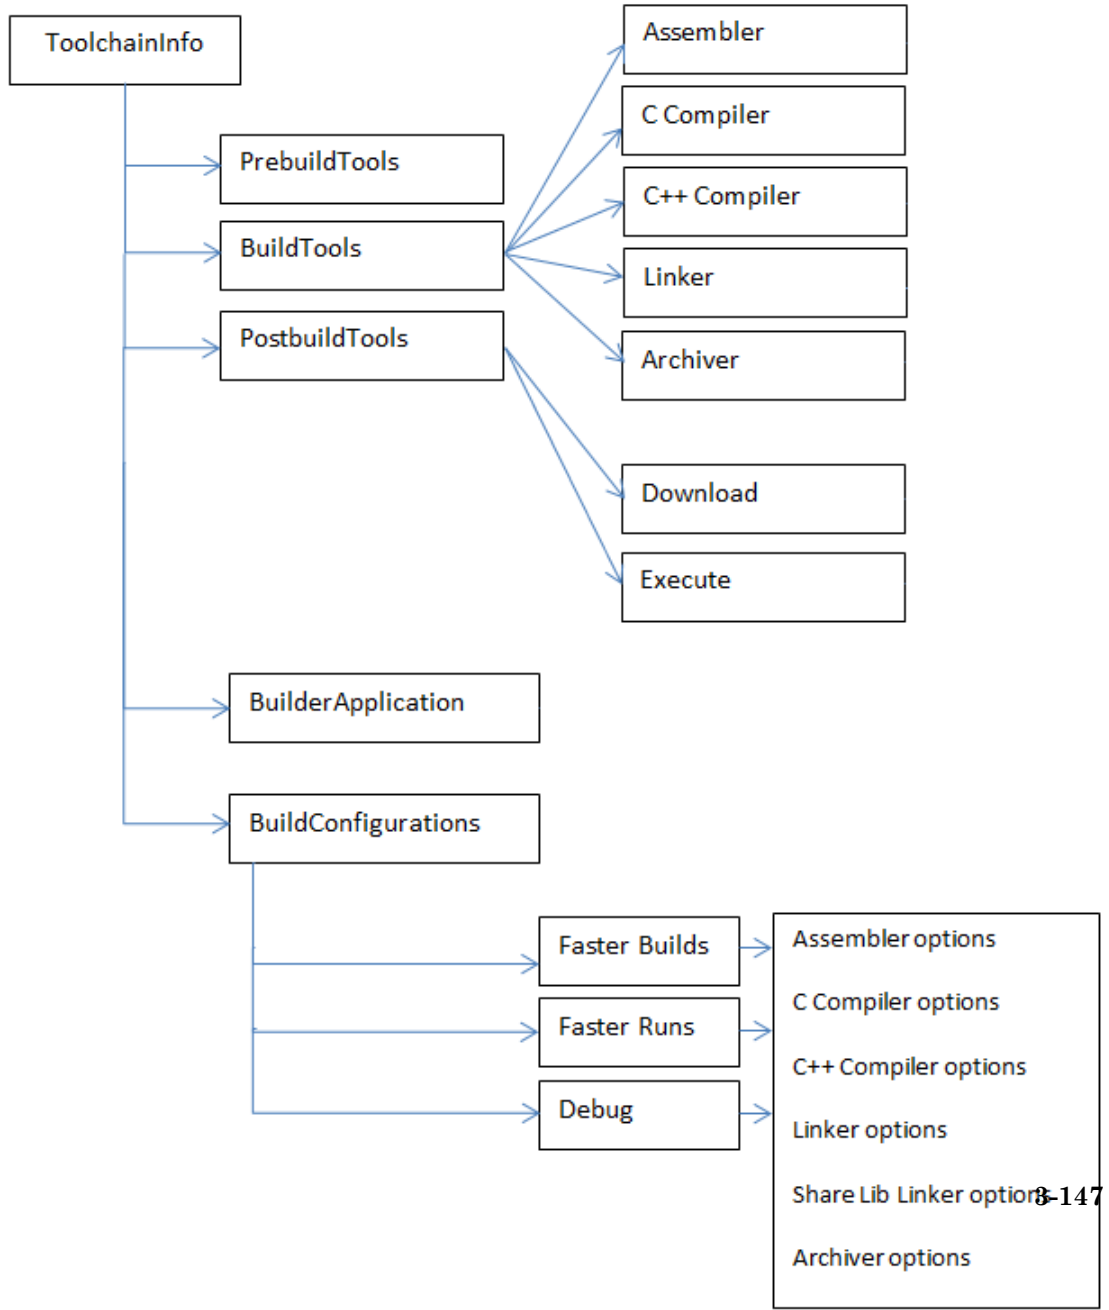 ToolchainInfo
PrebuildTools
BuildTools
PostbuildTools
Assembler
C Compiler
C++ Compiler
Linker
Archiver
Download
Execute
BuilderApplication
BuildConfigurations
Faster Builds
Faster Runs
Debug
Assembler options
C Compiler options
C++ Compiler options
Linker options
Share Lib Linker options
3-147
Archiver options